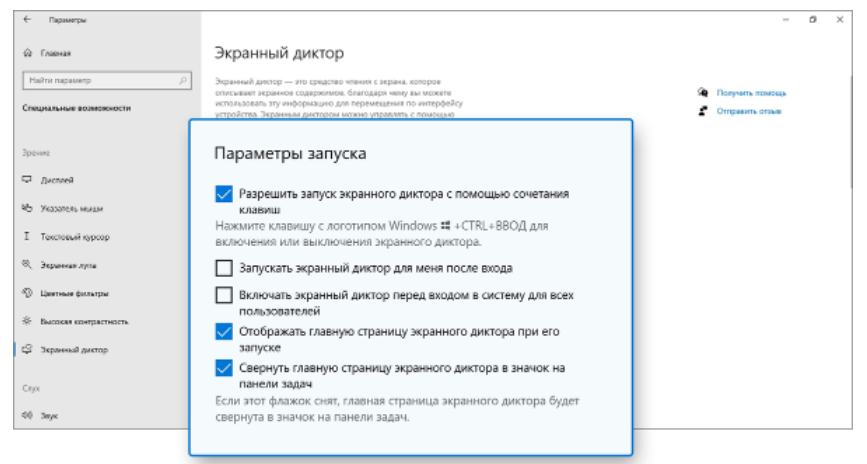 Параметры
Главная
Найти параметр
Специальные возможности
Зрение
Дисплей
Указатель мыши
Текстовый курсор
Экранная лупа
Цветные фильтры
Высокая контрастность
Экранный диктор
Слух
Звук
Экранный диктор
Экранный диктор — это средство чтения с экрана, которое
описывает экранное содержимое, благодаря чему вы можете
использовать эту информацию для перемещения по интерфейсу
устройства. Экранным диктором можно управлять с помощью
Получить помощь
Отправить отзыв
Параметры запуска
Разрешить запуск экранного диктора с помощью сочетания
клавиш
Нажмите клавишу с логотипом Windows +CTRL+ВВОД для
включения или выключения экранного диктора.
Запускать экранный диктор для меня после входа
Включать экранный диктор перед входом в систему для всех
пользователей
Отображать главную страницу экранного диктора при его
запуске
Свернуть главную страницу экранного диктора в значок на
панели задач
Если этот флажок снят, главная страница экранного диктора будет
свернута в значок на панели задач.